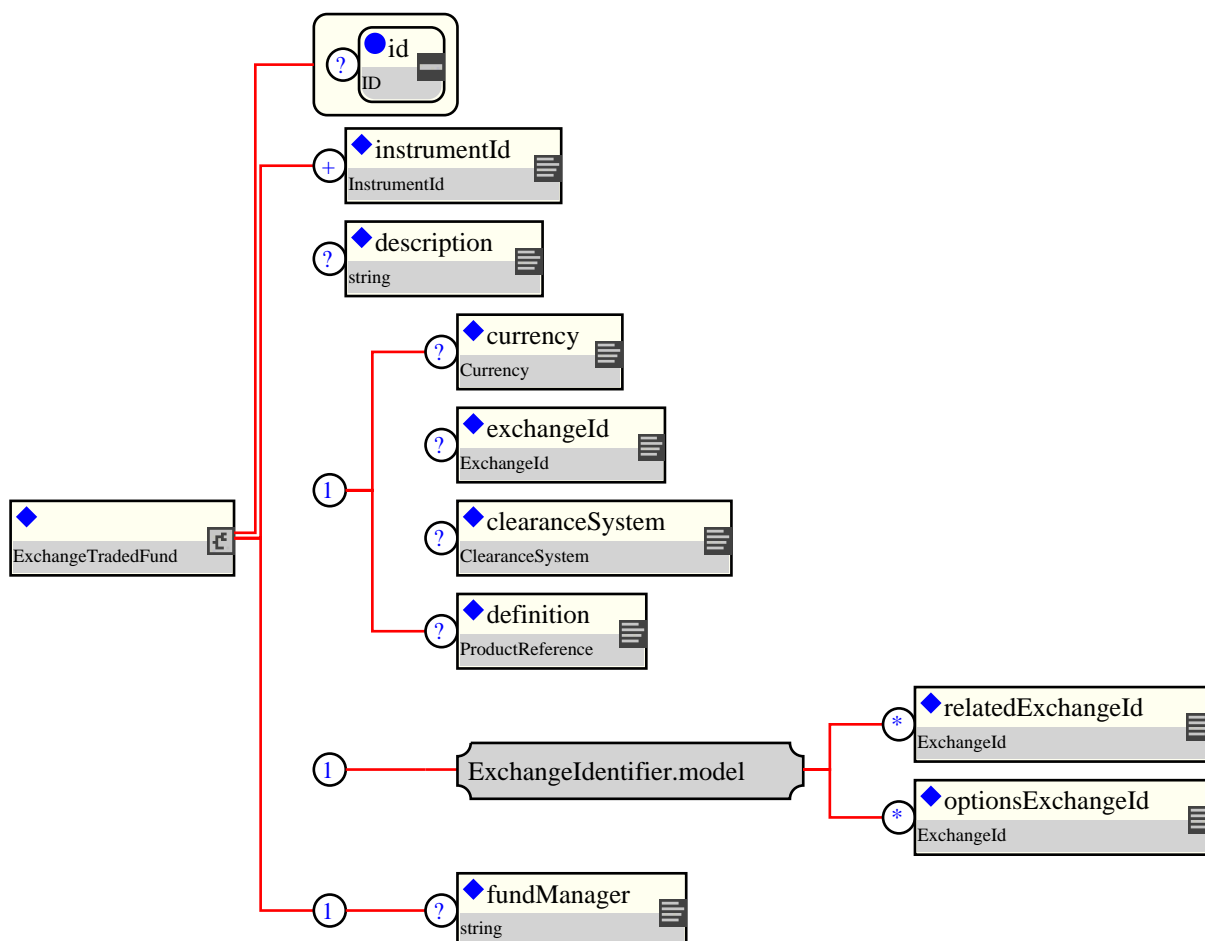 ? id
ID
+ instrumentId
InstrumentId
? description
string
? currency
Currency
? exchangeId
ExchangeId
1
? clearanceSystem
ClearanceSystem
ExchangeTradedFund
? definition
ProductReference
* relatedExchangeId
ExchangeId
1 ExchangeIdentifier.model
* optionsExchangeId
ExchangeId
1 ? fundManager
string